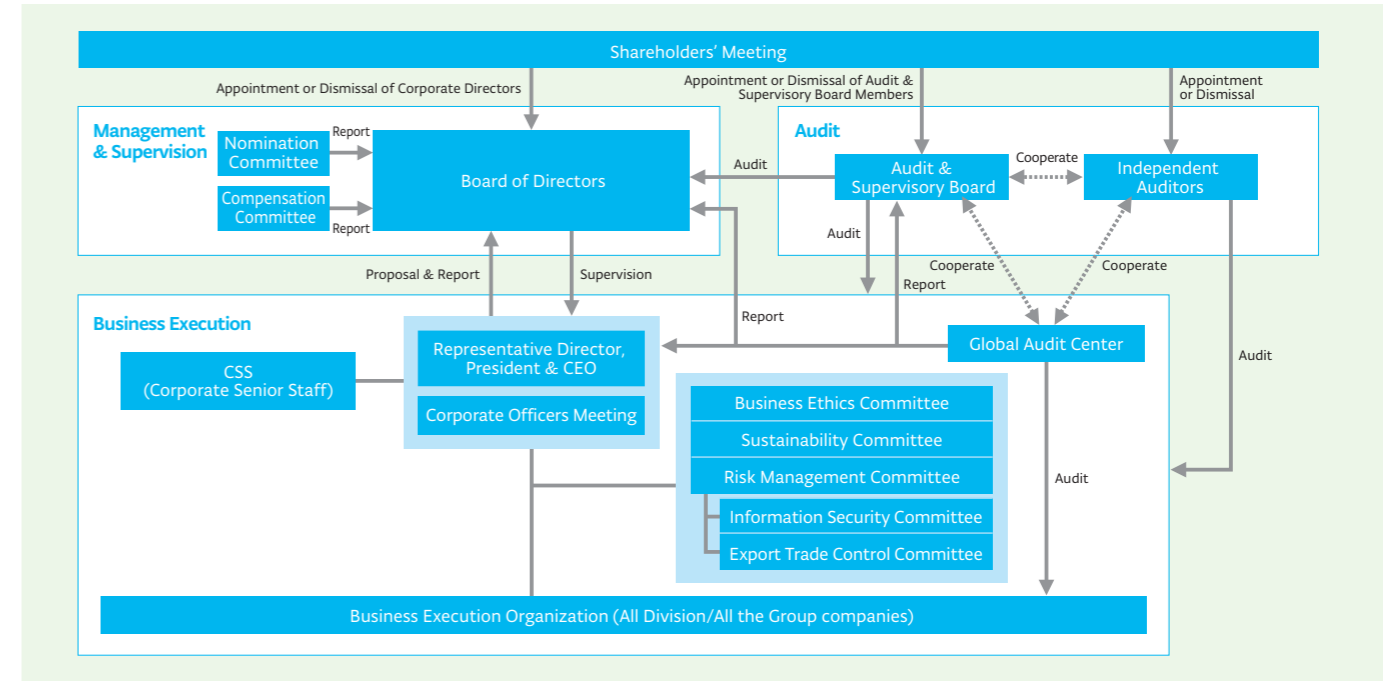 Shareholders' Meeting
Appointment or Dismissal of Corporate Directors
Appointment or Dismissal of Audit &
Supervisory Board Members
Appointment
or Dismissal
Management
& Supervision
Nomination
Committee
Report
Compensation
Committee
Report
Board of Directors
Audit
Audit
Audit &
Supervisory Board
Cooperate
Independent
Auditors
Audit
Cooperate
Cooperate
Report
Proposal & Report
Supervision
Report
Audit
Business Execution
CSS
(Corporate Senior Staff)
Representative Director,
President & CEO
Corporate Officers Meeting
Global Audit Center
Business Ethics Committee
Sustainability Committee
Risk Management Committee
Information Security Committee
Export Trade Control Committee
Audit
Business Execution Organization (All Division/All the Group companies)